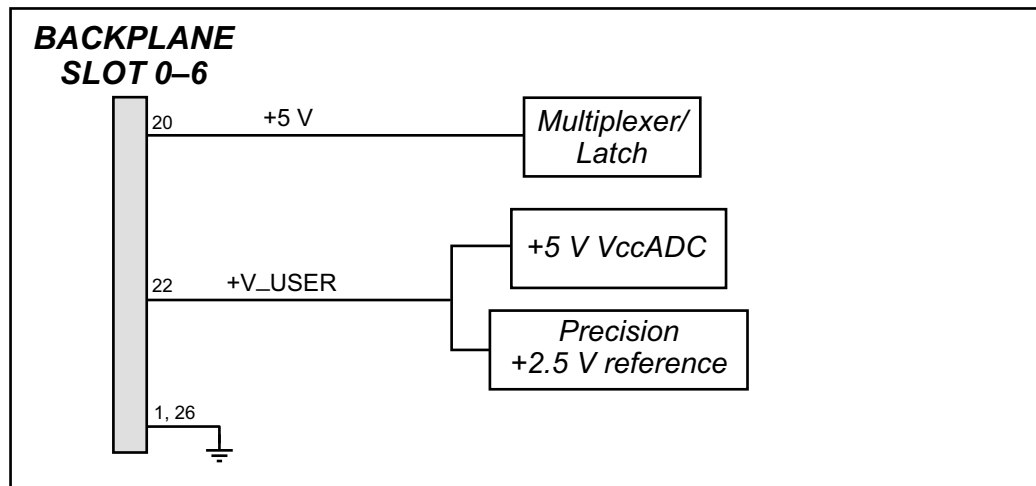 BACKPLANE
SLOT 0–6
20
+5 V
Multiplexer/
Latch
+5 V VccADC
22
+V_USER
Precision
+2.5 V reference
1, 26